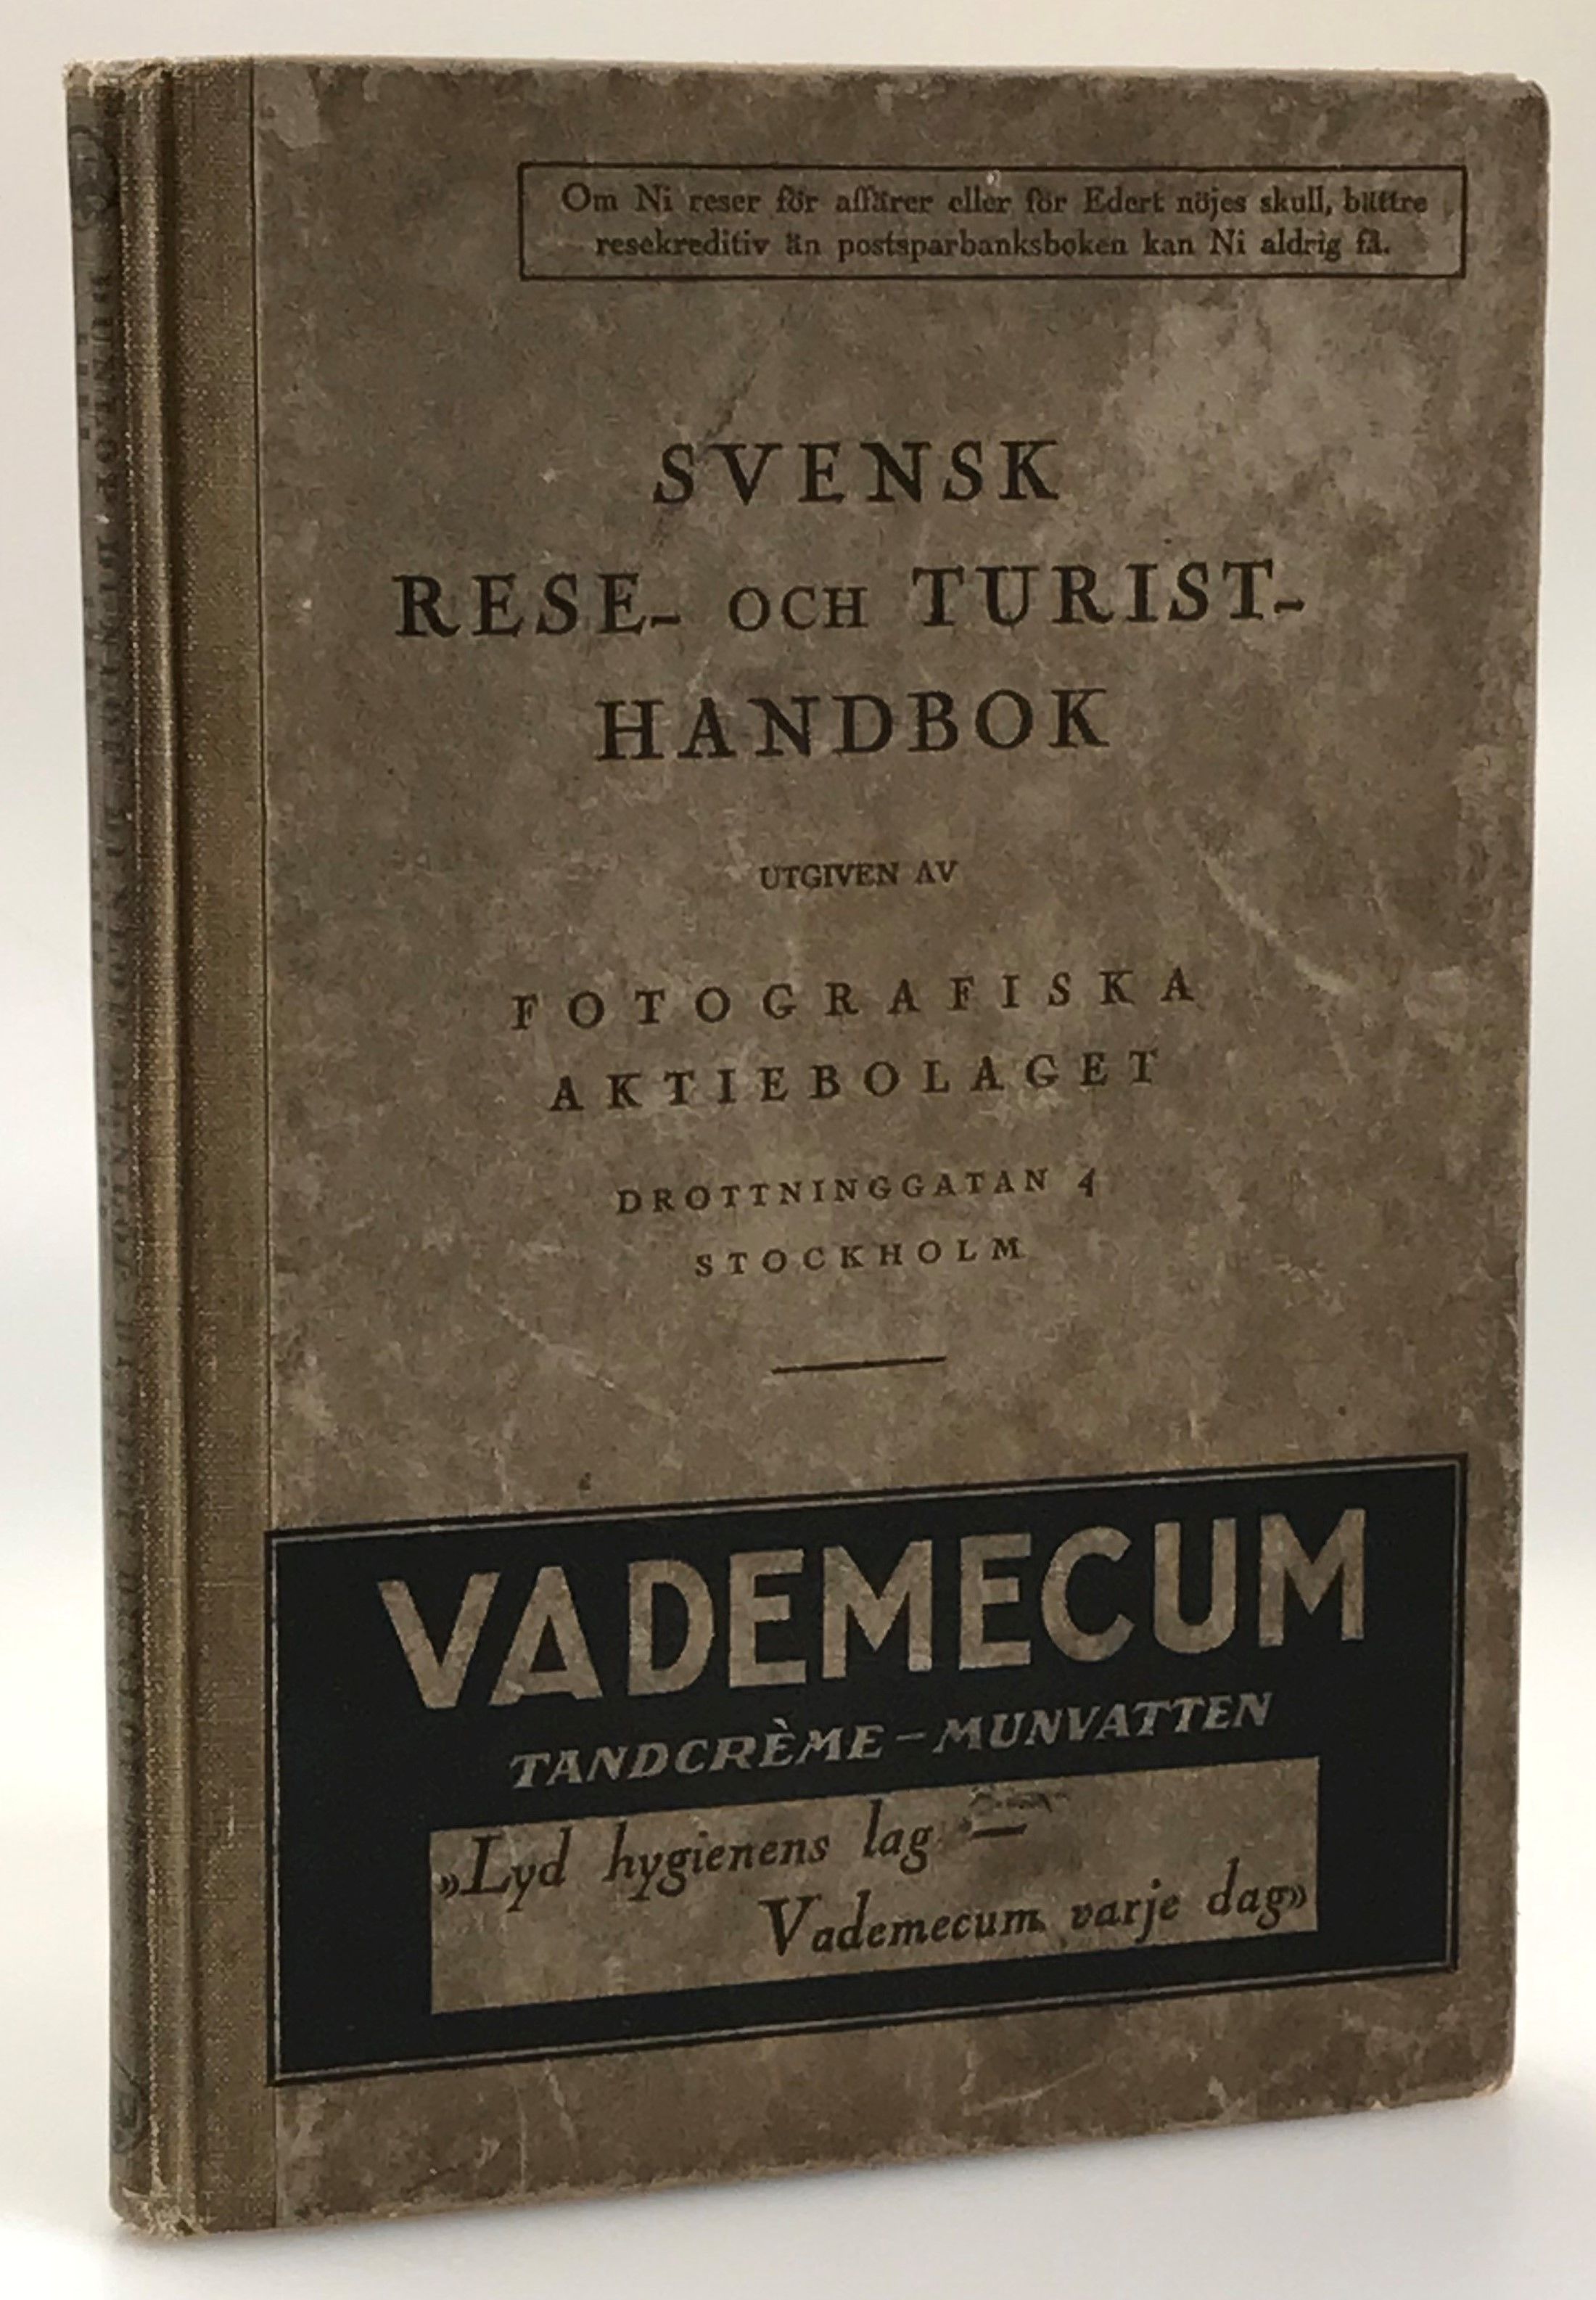 Om Ni reser för affärer eller för Edert nöjes skull, bättre
resekreditiv än postsparbanksboken kan Ni aldrig få.
SVENSK
RESE- OCH TURIST-
HANDBOK
UTGIVEN AV
FOTOGRAFISKA
AKTIEBOLAGET
DROTTNINGGATAN 4
STOCKHOLM
VADEMECUM
TANDCRÈME – MUNVATTEN
»Lyd hygienens lag —
Vademecum varje dag»